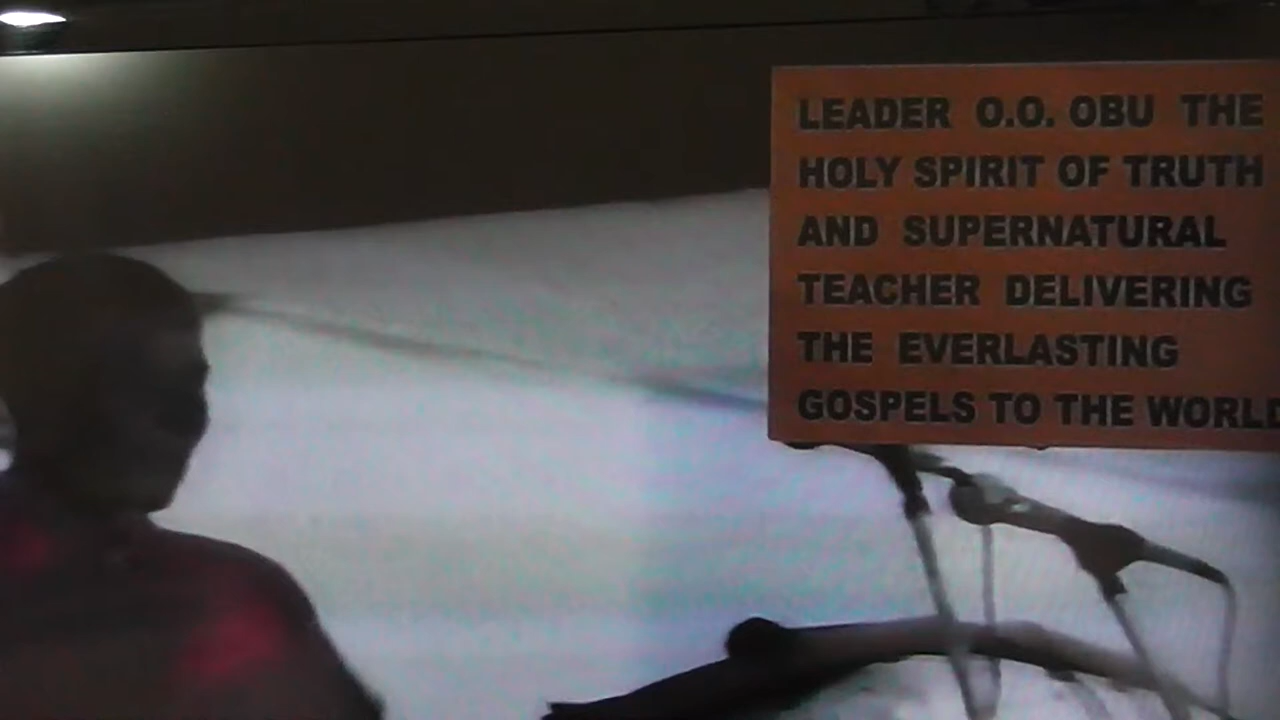 LEADER O.O. OBU THE
HOLY SPIRIT OF TRUTH
AND SUPERNATURAL
TEACHER DELIVERING
THE EVERLASTING
GOSPELS TO THE WORLD